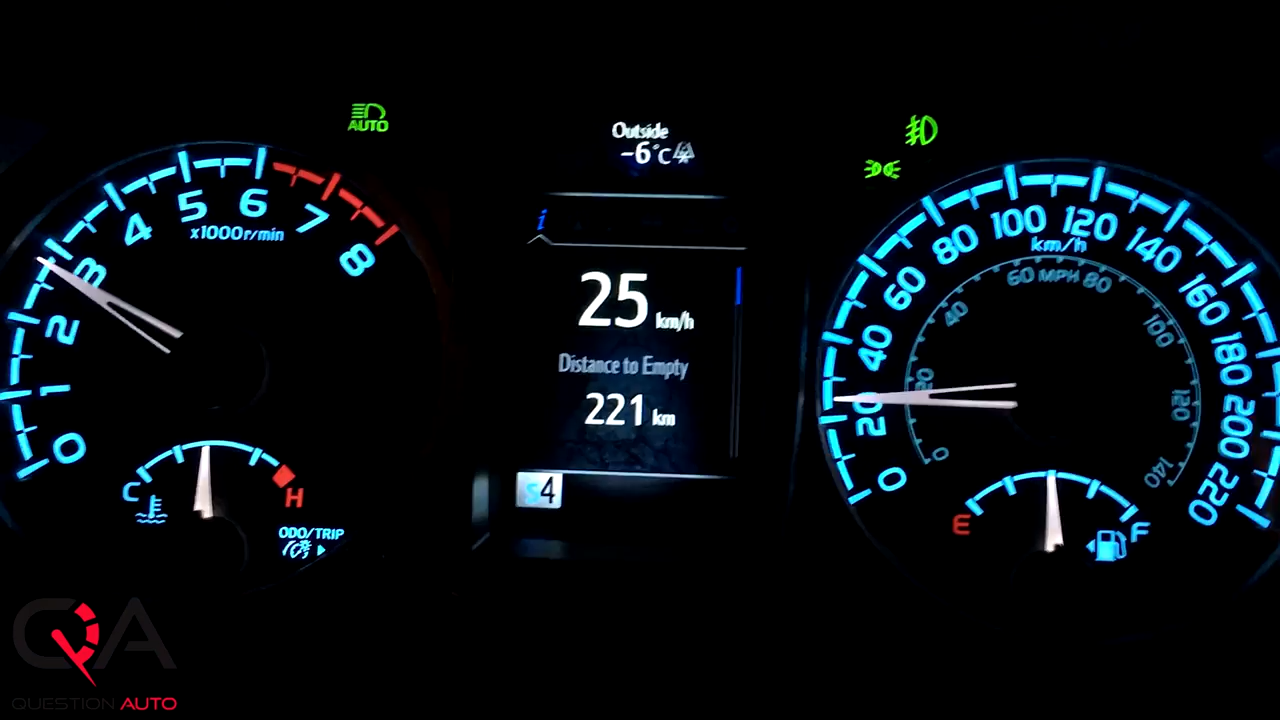 AUTO
Outside
-6°C
0 1 2 3 4 5 6 7 8
x1000r/min
C H
ODO/TRIP
i
25 km/h
Distance to Empty
221 km
S4
0 20 40 60 80 100 120 140 160 180 200 220
km/h
0 20 40 60 MPH 80 100 120 140
E F
QA
QUESTION AUTO